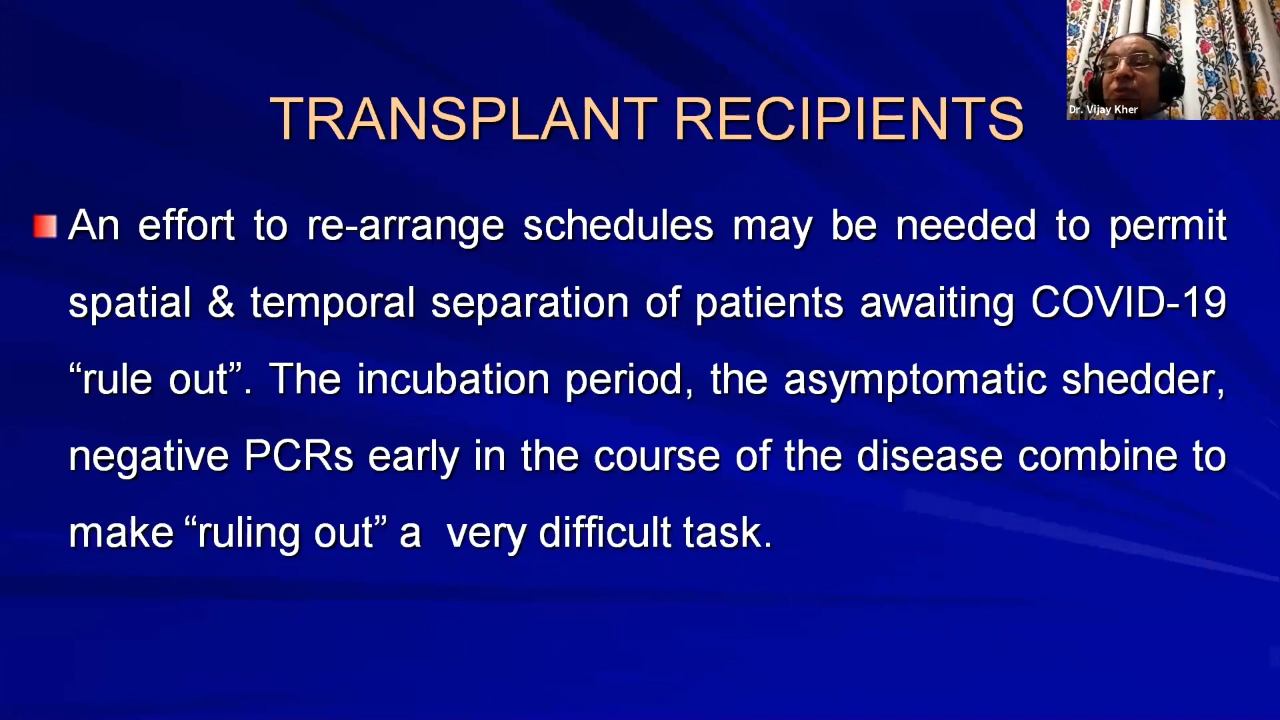 Dr. Vijay Kher
TRANSPLANT RECIPIENTS
An effort to re-arrange schedules may be needed to permit
spatial & temporal separation of patients awaiting COVID-19
“rule out”. The incubation period, the asymptomatic shedder,
negative PCRs early in the course of the disease combine to
make “ruling out” a  very difficult task.